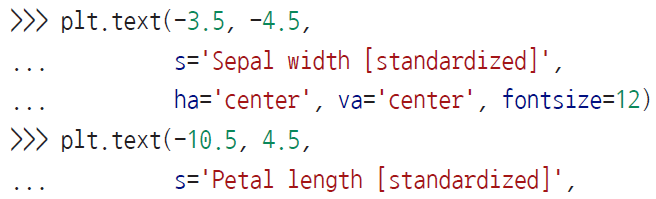 >>> plt.text(-3.5, -4.5,
...          s='Sepal width [standardized]',
...          ha='center', va='center', fontsize=12)
>>> plt.text(-10.5, 4.5,
...          s='Petal length [standardized]',